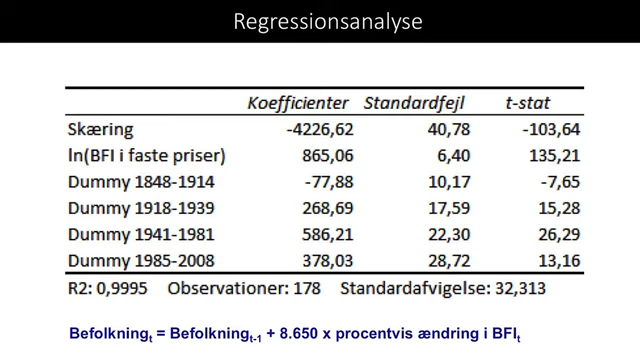 Regressionsanalyse
Koefficienter Standardfejl t-stat
Skæring -4226,62 40,78 -103,64
ln(BFI i faste priser) 865,06 6,40 135,21
Dummy 1848-1914 -77,88 10,17 -7,65
Dummy 1918-1939 268,69 17,59 15,28
Dummy 1941-1981 586,21 22,30 26,29
Dummy 1985-2008 378,03 28,72 13,16
R2: 0,9995 Observationer: 178 Standardafvigelse: 32,313
Befolkningt = Befolkningt-1 + 8.650 x procentvis ændring i BFIt